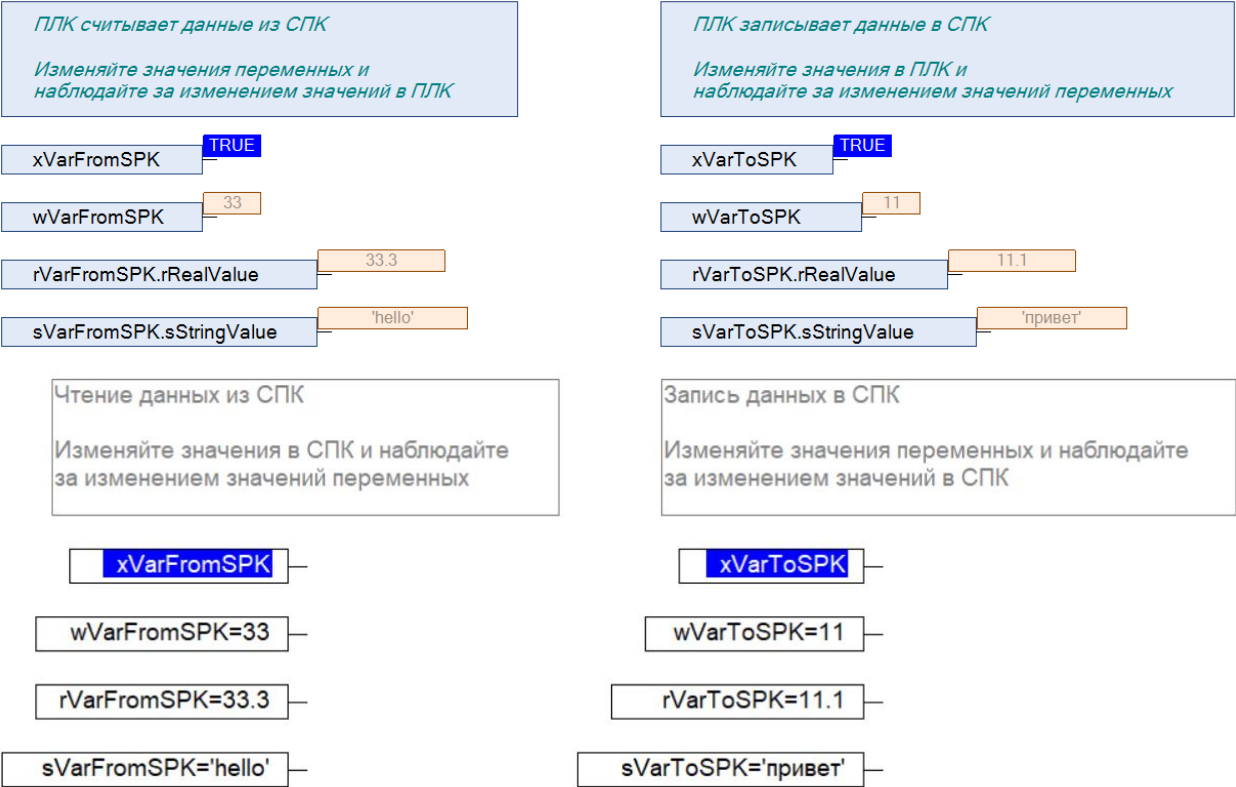 ПЛК считывает данные из СПК
Изменяйте значения переменных и
наблюдайте за изменением значений в ПЛК
xVarFromSPK
TRUE
wVarFromSPK
33
rVarFromSPK.rRealValue
33.3
sVarFromSPK.sStringValue
'hello'
ПЛК записывает данные в СПК
Изменяйте значения в ПЛК и
наблюдайте за изменением значений переменных
xVarToSPK
TRUE
wVarToSPK
11
rVarToSPK.rRealValue
11.1
sVarToSPK.sStringValue
'привет'
Чтение данных из СПК
Изменяйте значения в СПК и наблюдайте
за изменением значений переменных
xVarFromSPK
wVarFromSPK=33
rVarFromSPK=33.3
sVarFromSPK='hello'
Запись данных в СПК
Изменяйте значения переменных и наблюдайте
за изменением значений в СПК
xVarToSPK
wVarToSPK=11
rVarToSPK=11.1
sVarToSPK='привет'